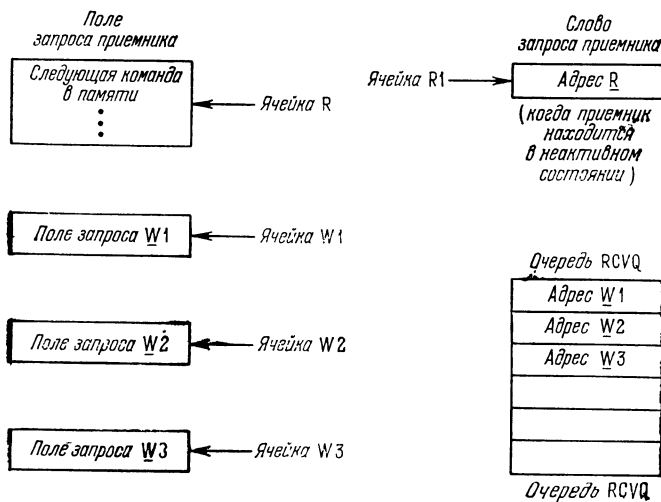 Поле
запроса приемника
Следующая команда
в памяти
Ячейка R
Поле запроса W1
Ячейка W1
Поле запроса W2
Ячейка W2
Поле запроса W3
Ячейка W3
Слово
запроса приемника
Ячейка R1
Адрес R
(когда приемник
находится
в неактивном
состоянии)
Очередь RCVQ
Адрес W1
Адрес W2
Адрес W3
Очередь RCVQ